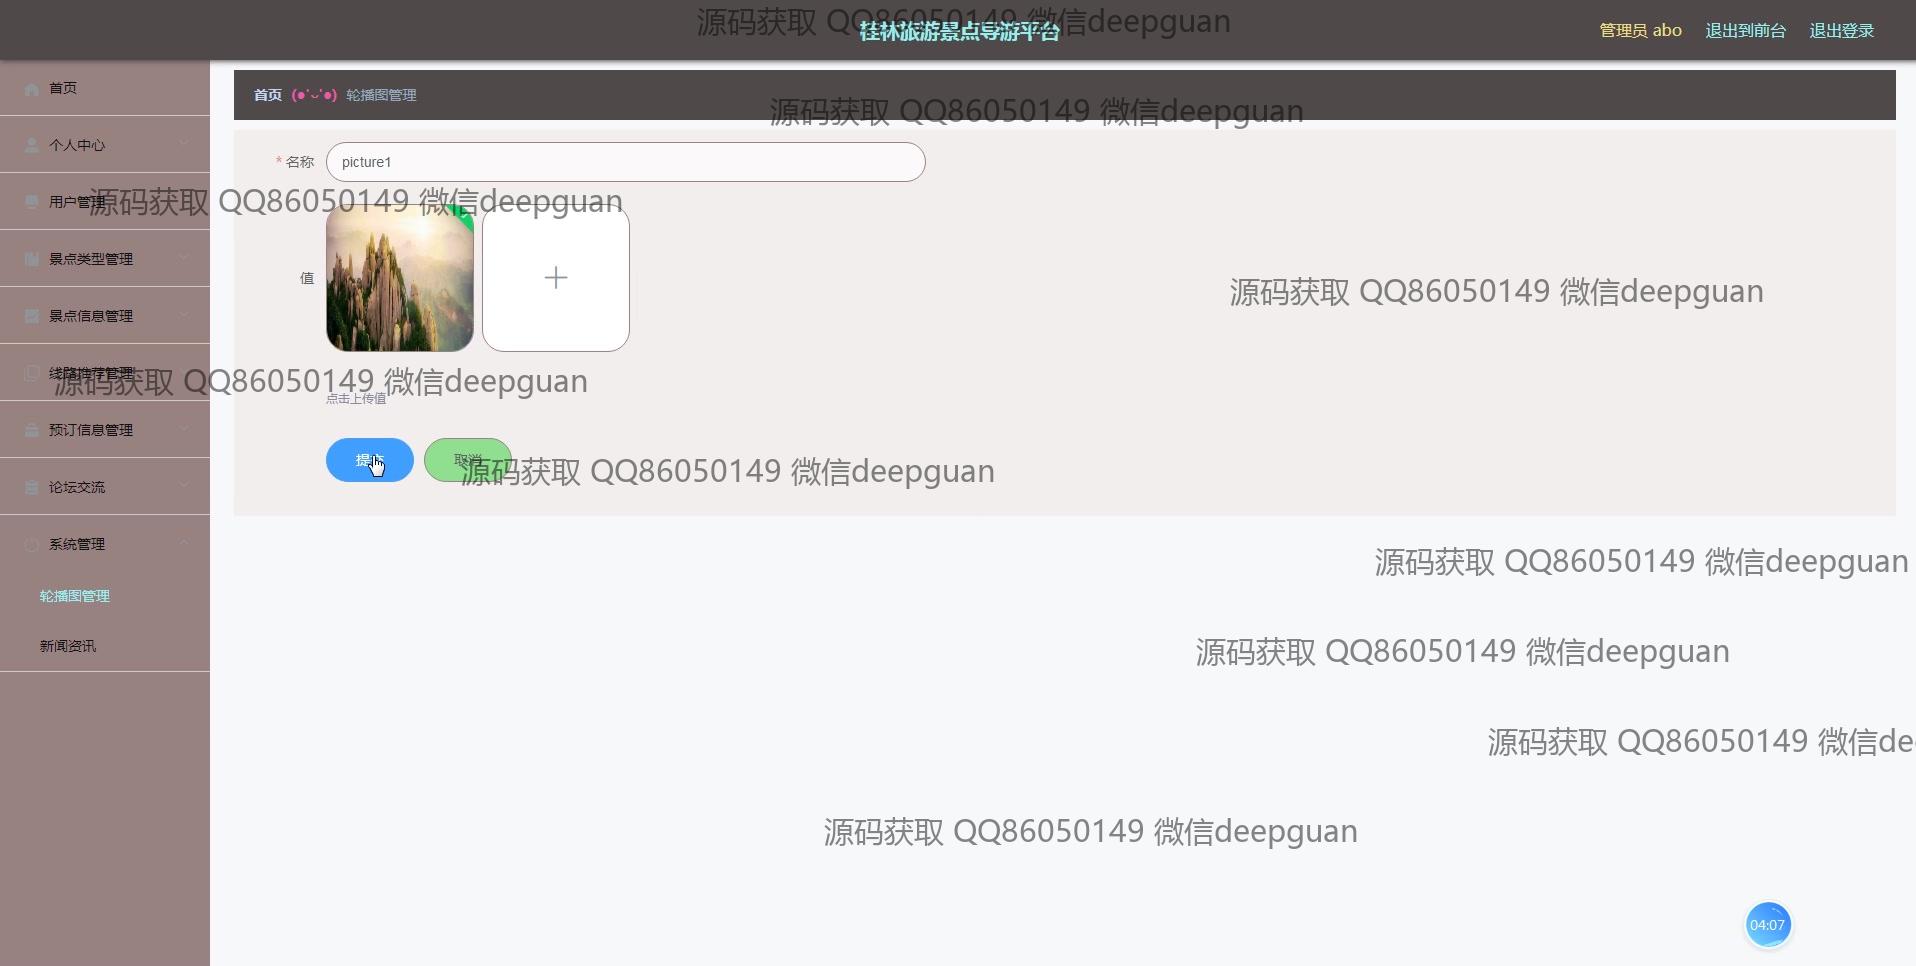 桂林旅游景点导游平台
管理员 abo
退出到前台
退出登录
源码获取 QQ86050149 微信deepguan
首页
个人中心
用户管理
景点类型管理
景点信息管理
线路推荐管理
预订信息管理
论坛交流
系统管理
轮播图管理
新闻资讯
首页 (●'◡'●) 轮播图管理
源码获取 QQ86050149 微信deepguan
* 名称
picture1
源码获取 QQ86050149 微信deepguan
值
源码获取 QQ86050149 微信deepguan
源码获取 QQ86050149 微信deepguan
点击上传值
提交
取消
源码获取 QQ86050149 微信deepguan
源码获取 QQ86050149 微信deepguan
源码获取 QQ86050149 微信deepguan
源码获取 QQ86050149 微信dee
源码获取 QQ86050149 微信deepguan
04:07